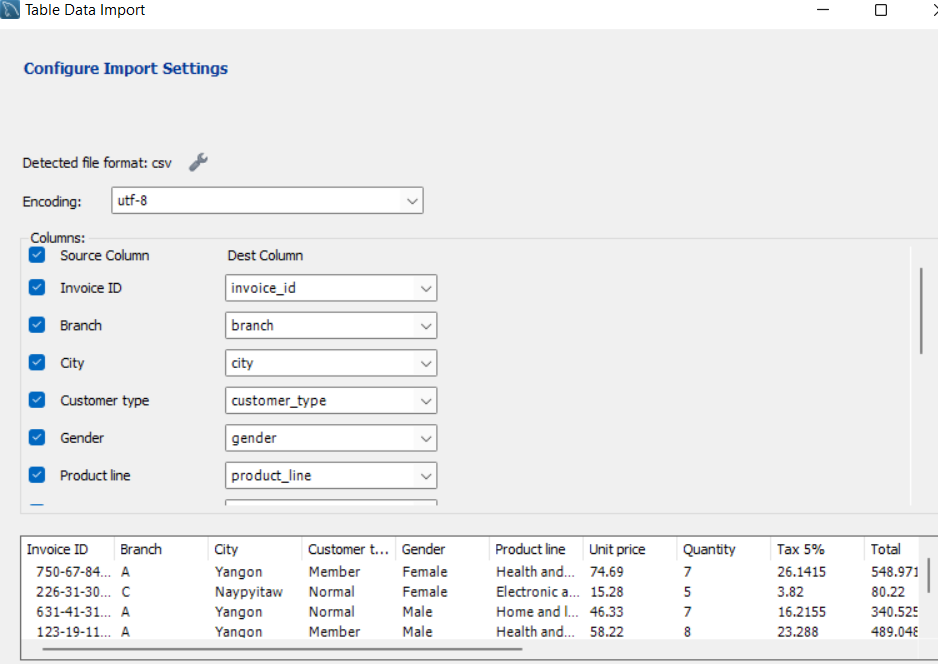 Table Data Import
Configure Import Settings
Detected file format: csv
Encoding: utf-8
Columns:
Source Column Dest Column
Invoice ID invoice_id
Branch branch
City city
Customer type customer_type
Gender gender
Product line product_line
Invoice ID Branch City Customer t... Gender Product line Unit price Quantity Tax 5% Total
750-67-84... A Yangon Member Female Health and... 74.69 7 26.1415 548.971
226-31-30... C Naypyitaw Normal Female Electronic a... 15.28 5 3.82 80.22
631-41-31... A Yangon Normal Male Home and l... 46.33 7 16.2155 340.525
123-19-11... A Yangon Member Male Health and... 58.22 8 23.288 489.048